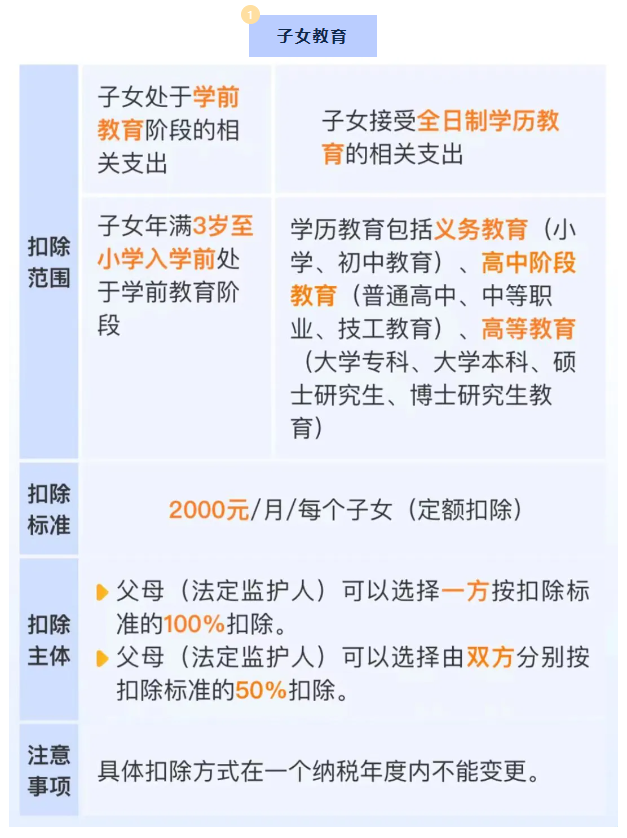 1
子女教育
扣除
范围
子女处于学前
教育阶段的相
关支出
子女接受全日制学历教
育的相关支出
子女年满3岁至
小学入学前处
于学前教育阶
段
学历教育包括义务教育（小
学、初中教育）、高中阶段
教育（普通高中、中等职
业、技工教育）、高等教育
（大学专科、大学本科、硕
士研究生、博士研究生教
育）
扣除
标准
2000元/月/每个子女（定额扣除）
扣除
主体
父母（法定监护人）可以选择一方按扣除标
准的100%扣除。
父母（法定监护人）可以选择由双方分别按
扣除标准的50%扣除。
注意
事项
具体扣除方式在一个纳税年度内不能变更。